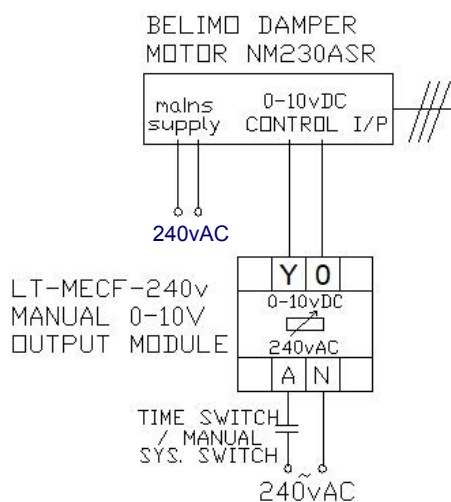 BELIMO DAMPER
MOTOR NM230ASR
mains supply
0-10vDC CONTROL I/P
240vAC
Y 0
LT-MECF-240v
MANUAL 0-10V
OUTPUT MODULE
0-10vDC
240vAC
A N
TIME SWITCH
/ MANUAL
SYS. SWITCH
~
240vAC